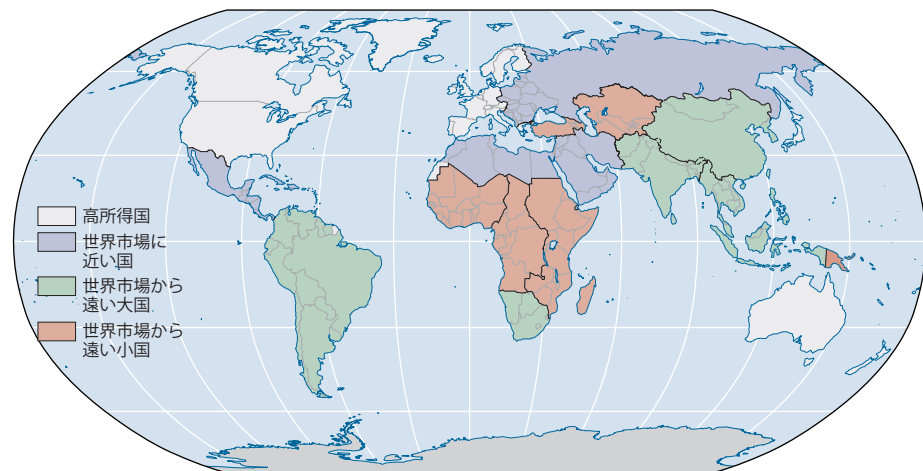 高所得国
世界市場に
近い国
世界市場から
遠い大国
世界市場から
遠い小国